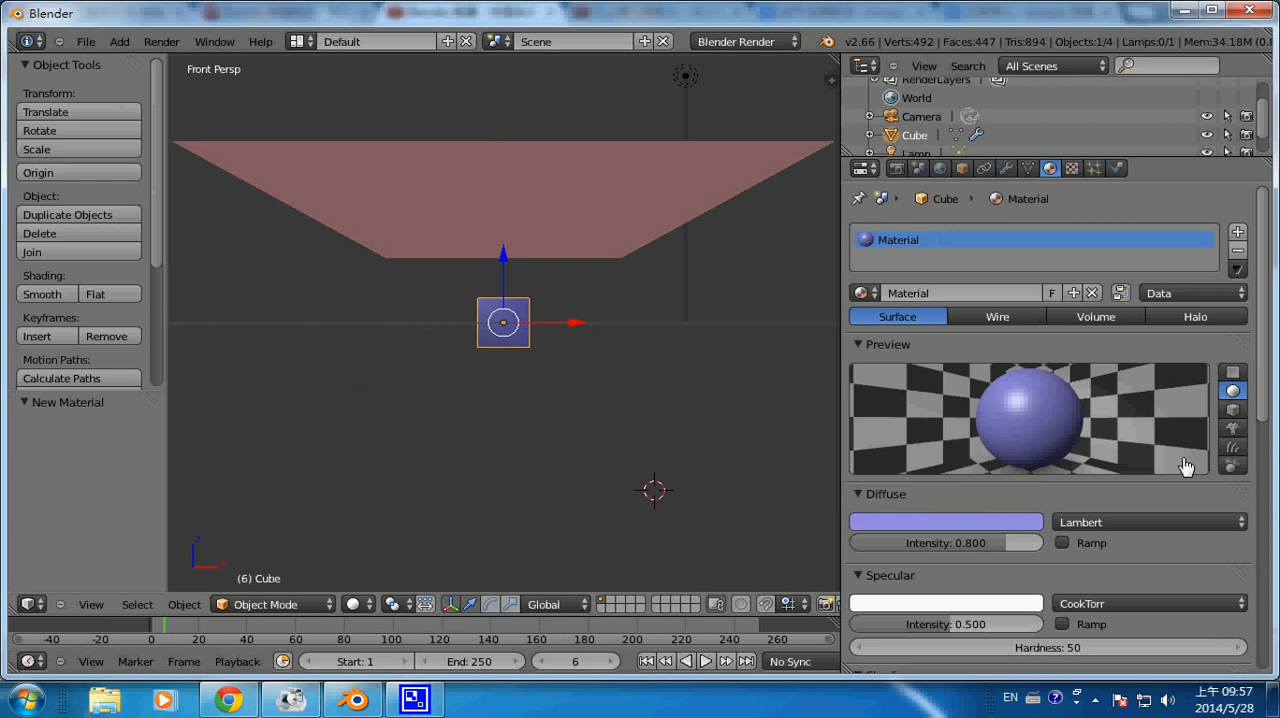 Blender
File Add Render Window Help Default Scene Blender Render v2.66 | Verts:492 | Faces:447 | Tris:894 | Objects:1/4 | Lamps:0/1 | Mem:34.18M (0.8
Object Tools
Transform:
Translate
Rotate
Scale
Origin
Object:
Duplicate Objects
Delete
Join
Shading:
Smooth Flat
Keyframes:
Insert Remove
Motion Paths:
Calculate Paths
New Material
Front Persp
z
x
(6) Cube
View Select Object Object Mode Global
-40 -20 0 20 40 60 80 100 120 140 160 180 200 220 240 260
View Marker Frame Playback Start: 1 End: 250 6 No Sync
View Search All Scenes
RenderLayers
World
Camera
Cube
Lamp
Cube Material
Material
Material F Data
Surface Wire Volume Halo
Preview
Diffuse
Lambert
Intensity: 0.800 Ramp
Specular
CookTorr
Intensity: 0.500 Ramp
Hardness: 50
EN
上午 09:57
2014/5/28